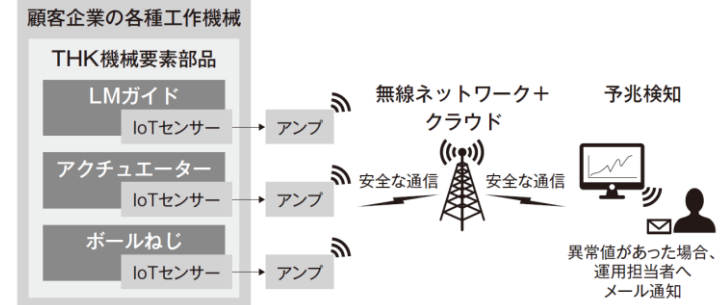 顧客企業の各種工作機械
THK機械要素部品
LMガイド
IoTセンサー
アンプ
アクチュエーター
IoTセンサー
アンプ
ボールねじ
IoTセンサー
アンプ
無線ネットワーク＋
クラウド
安全な通信
安全な通信
予兆検知
異常値があった場合、
運用担当者へ
メール通知